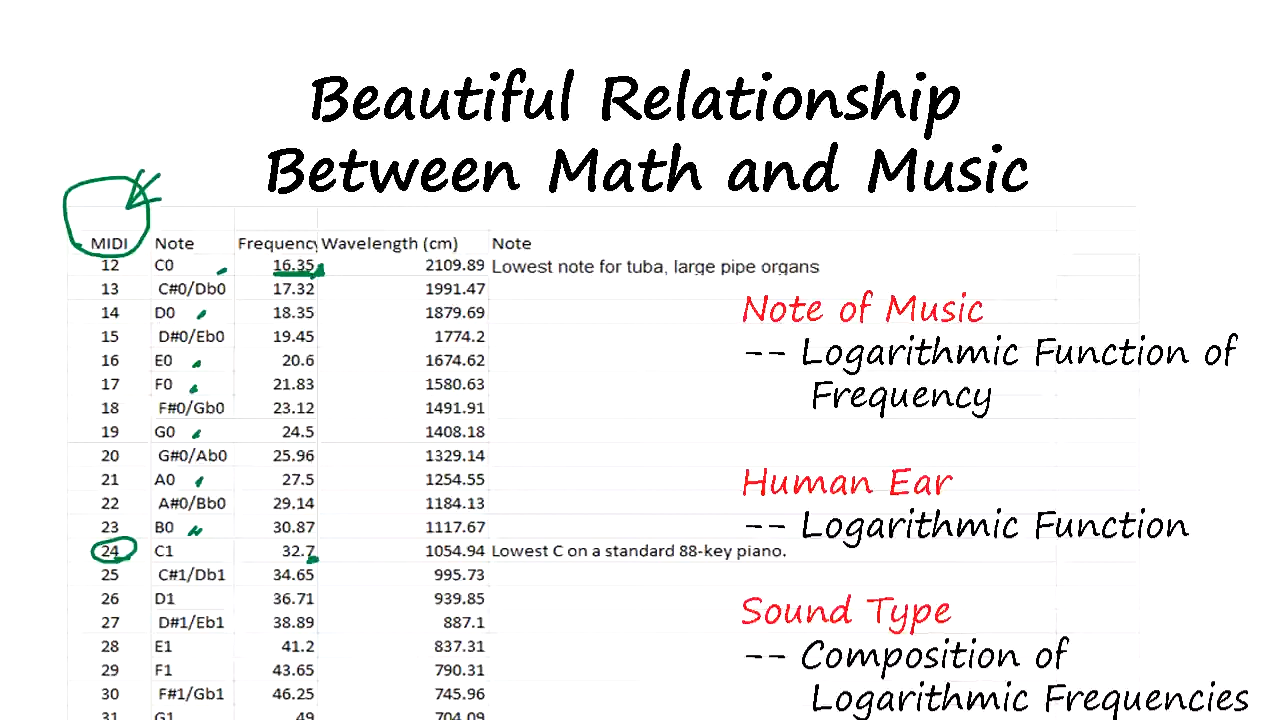 Beautiful Relationship
Between Math and Music
MIDI Note Frequency Wavelength (cm) Note
12 C0 16.35 2109.89 Lowest note for tuba, large pipe organs
13 C#0/Db0 17.32 1991.47
14 D0 18.35 1879.69
15 D#0/Eb0 19.45 1774.2
16 E0 20.6 1674.62
17 F0 21.83 1580.63
18 F#0/Gb0 23.12 1491.91
19 G0 24.5 1408.18
20 G#0/Ab0 25.96 1329.14
21 A0 27.5 1254.55
22 A#0/Bb0 29.14 1184.13
23 B0 30.87 1117.67
24 C1 32.7 1054.94 Lowest C on a standard 88-key piano.
25 C#1/Db1 34.65 995.73
26 D1 36.71 939.85
27 D#1/Eb1 38.89 887.1
28 E1 41.2 837.31
29 F1 43.65 790.31
30 F#1/Gb1 46.25 745.96
31 G1 49 704.09
Note of Music
-- Logarithmic Function of
Frequency
Human Ear
-- Logarithmic Function
Sound Type
-- Composition of
Logarithmic Frequencies